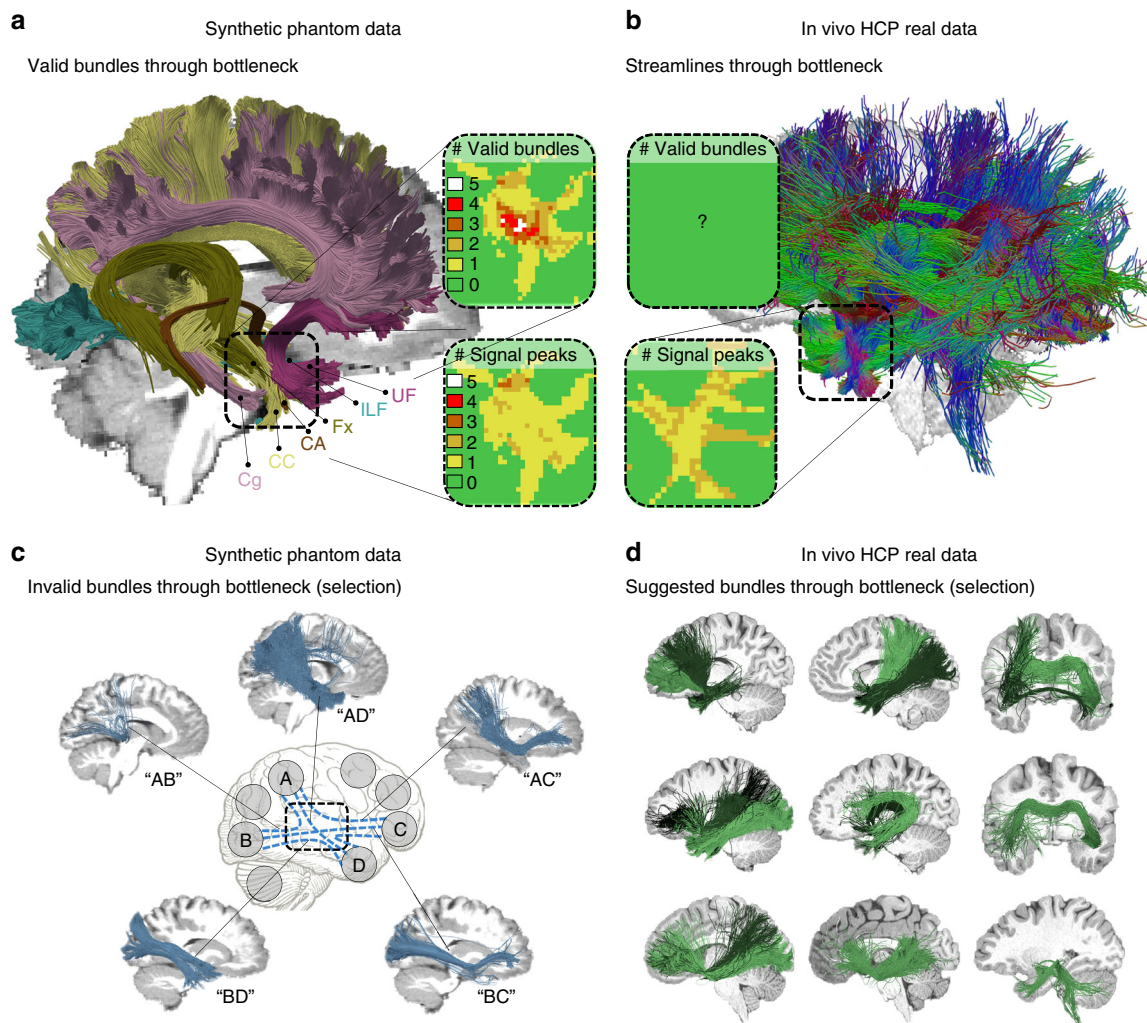 a
Synthetic phantom data
Valid bundles through bottleneck
# Valid bundles
5
4
3
2
1
0
# Signal peaks
5
4
3
2
1
0
UF
ILF
Fx
CA
CC
Cg
b
In vivo HCP real data
Streamlines through bottleneck
# Valid bundles
?
# Signal peaks
c
Synthetic phantom data
Invalid bundles through bottleneck (selection)
“AD”
“AB”
“AC”
A
B
C
D
“BD”
“BC”
d
In vivo HCP real data
Suggested bundles through bottleneck (selection)